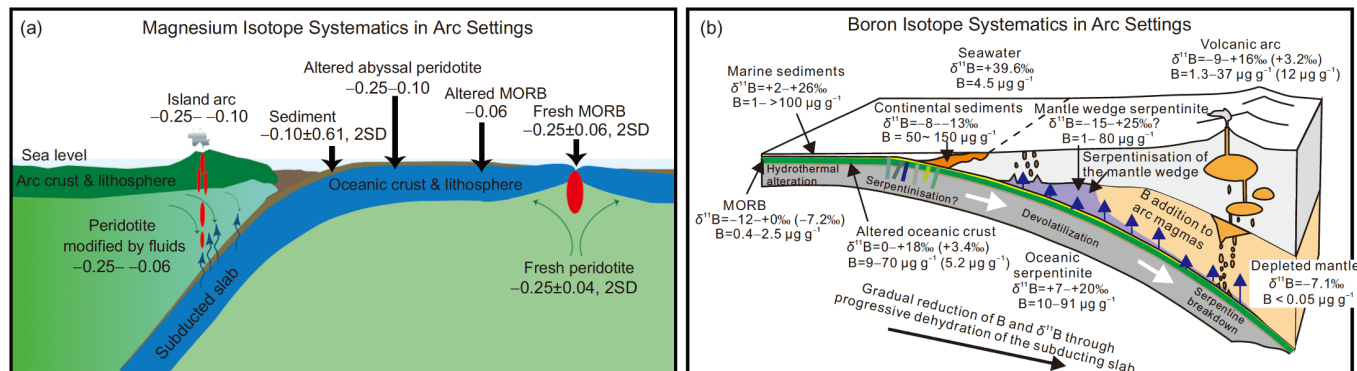 (a)
Magnesium Isotope Systematics in Arc Settings
Altered abyssal peridotite
−0.25−−0.10
Island arc
−0.25− −0.10
Sediment
−0.10±0.61, 2SD
Altered MORB
−0.06
Fresh MORB
−0.25±0.06, 2SD
Sea level
Arc crust & lithosphere
Oceanic crust & lithosphere
Peridotite
modified by fluids
−0.25− −0.06
Fresh peridotite
−0.25±0.04, 2SD
Subducted slab
(b)
Boron Isotope Systematics in Arc Settings
Seawater
δ¹¹B=+39.6‰
B=4.5 µg g⁻¹
Volcanic arc
δ¹¹B=−9−+16‰ (+3.2‰)
B=1.3−37 µg g⁻¹ (12 µg g⁻¹)
Marine sediments
δ¹¹B=+2−+26‰
B=1− >100 µg g⁻¹
Continental sediments
δ¹¹B=−8−−13‰
B = 50~ 150 µg g⁻¹
Mantle wedge serpentinite
δ¹¹B=−15−+25‰?
B=1− 80 µg g⁻¹
Serpentinisation of
the mantle wedge
Hydrothermal
alteration
Serpentinisation?
MORB
δ¹¹B=−12−+0‰ (−7.2‰)
B=0.4−2.5 µg g⁻¹
Devolatilization
B addition to
arc magmas
Altered oceanic crust
δ¹¹B=0−+18‰ (+3.4‰)
B=9−70 µg g⁻¹ (5.2 µg g⁻¹)
Oceanic
serpentinite
δ¹¹B=+7−+20‰
B=10−91 µg g⁻¹
Depleted mantle
δ¹¹B=−7.1‰
B < 0.05 µg g⁻¹
Serpentine
breakdown
Gradual reduction of B and δ¹¹B through
progressive dehydration of the subducting slab